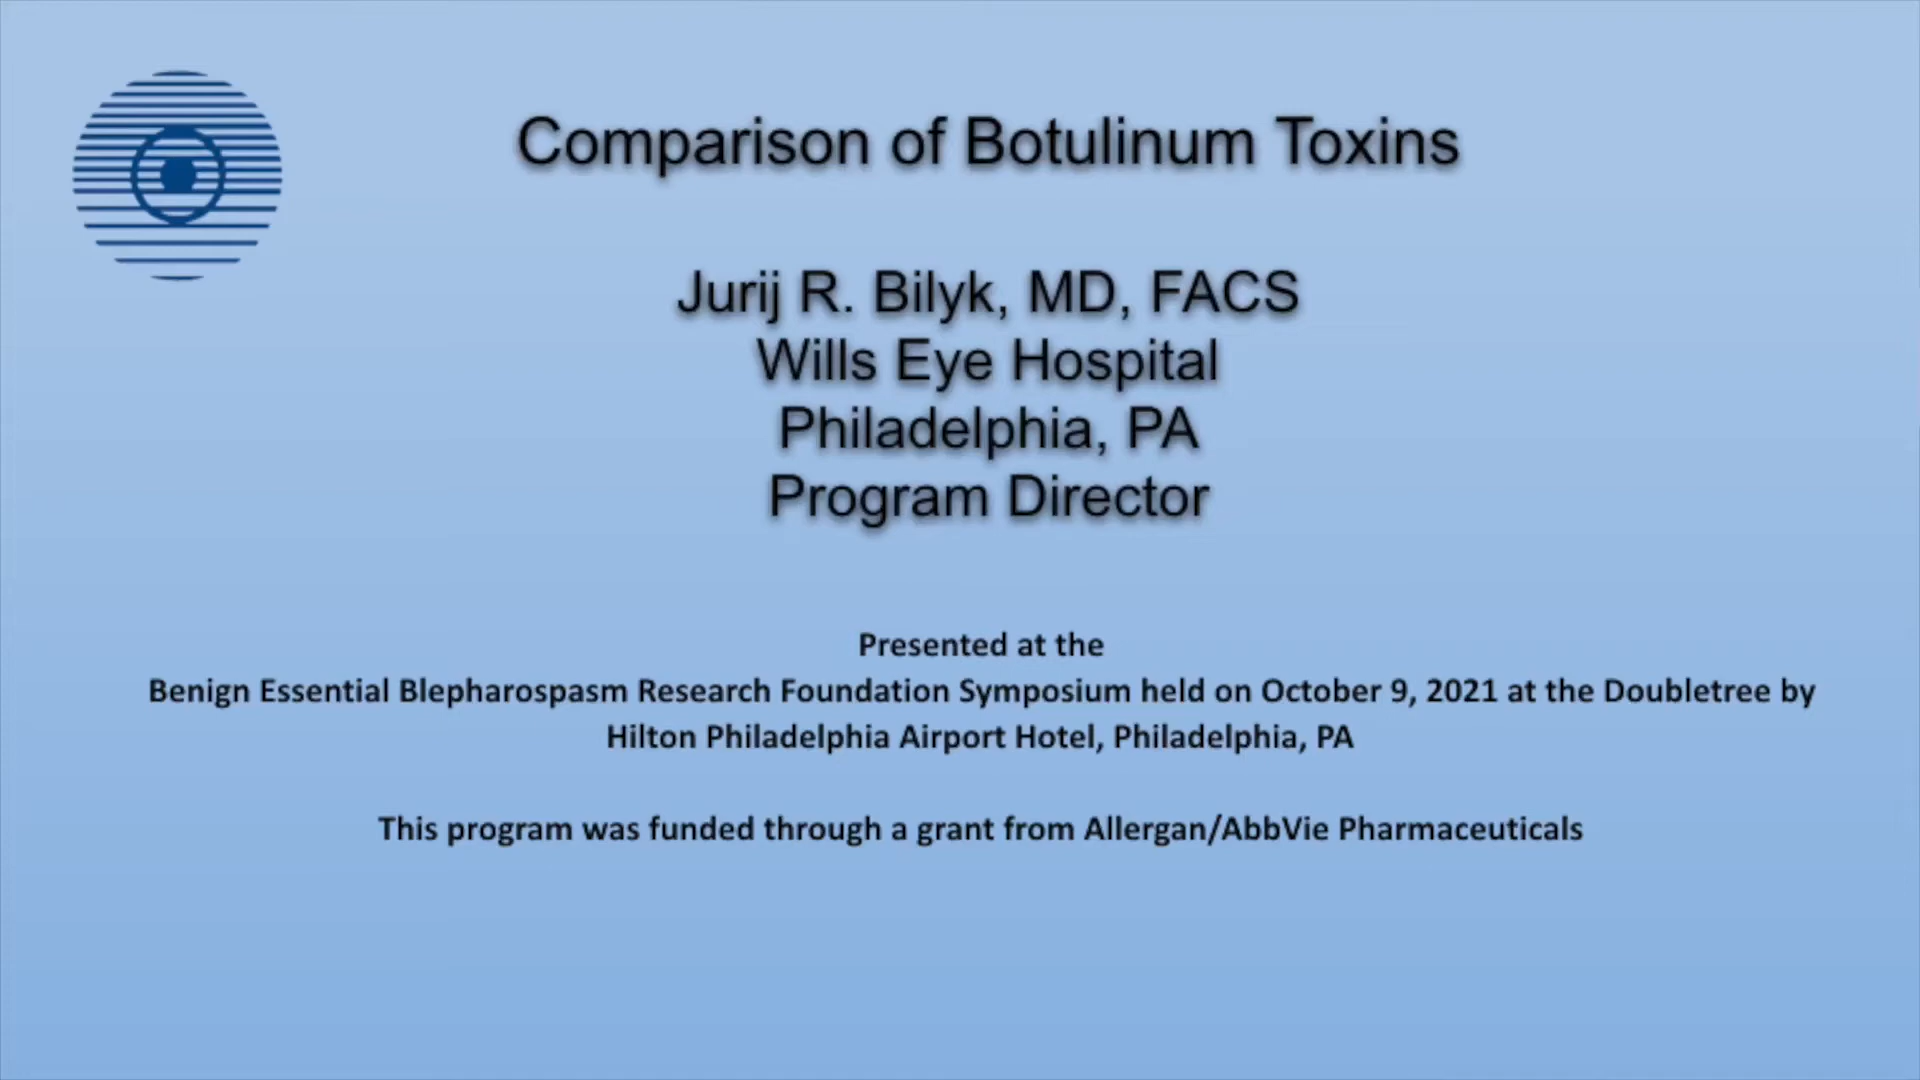 Comparison of Botulinum Toxins
Jurij R. Bilyk, MD, FACS
Wills Eye Hospital
Philadelphia, PA
Program Director
Presented at the
Benign Essential Blepharospasm Research Foundation Symposium held on October 9, 2021 at the Doubletree by
Hilton Philadelphia Airport Hotel, Philadelphia, PA
This program was funded through a grant from Allergan/AbbVie Pharmaceuticals